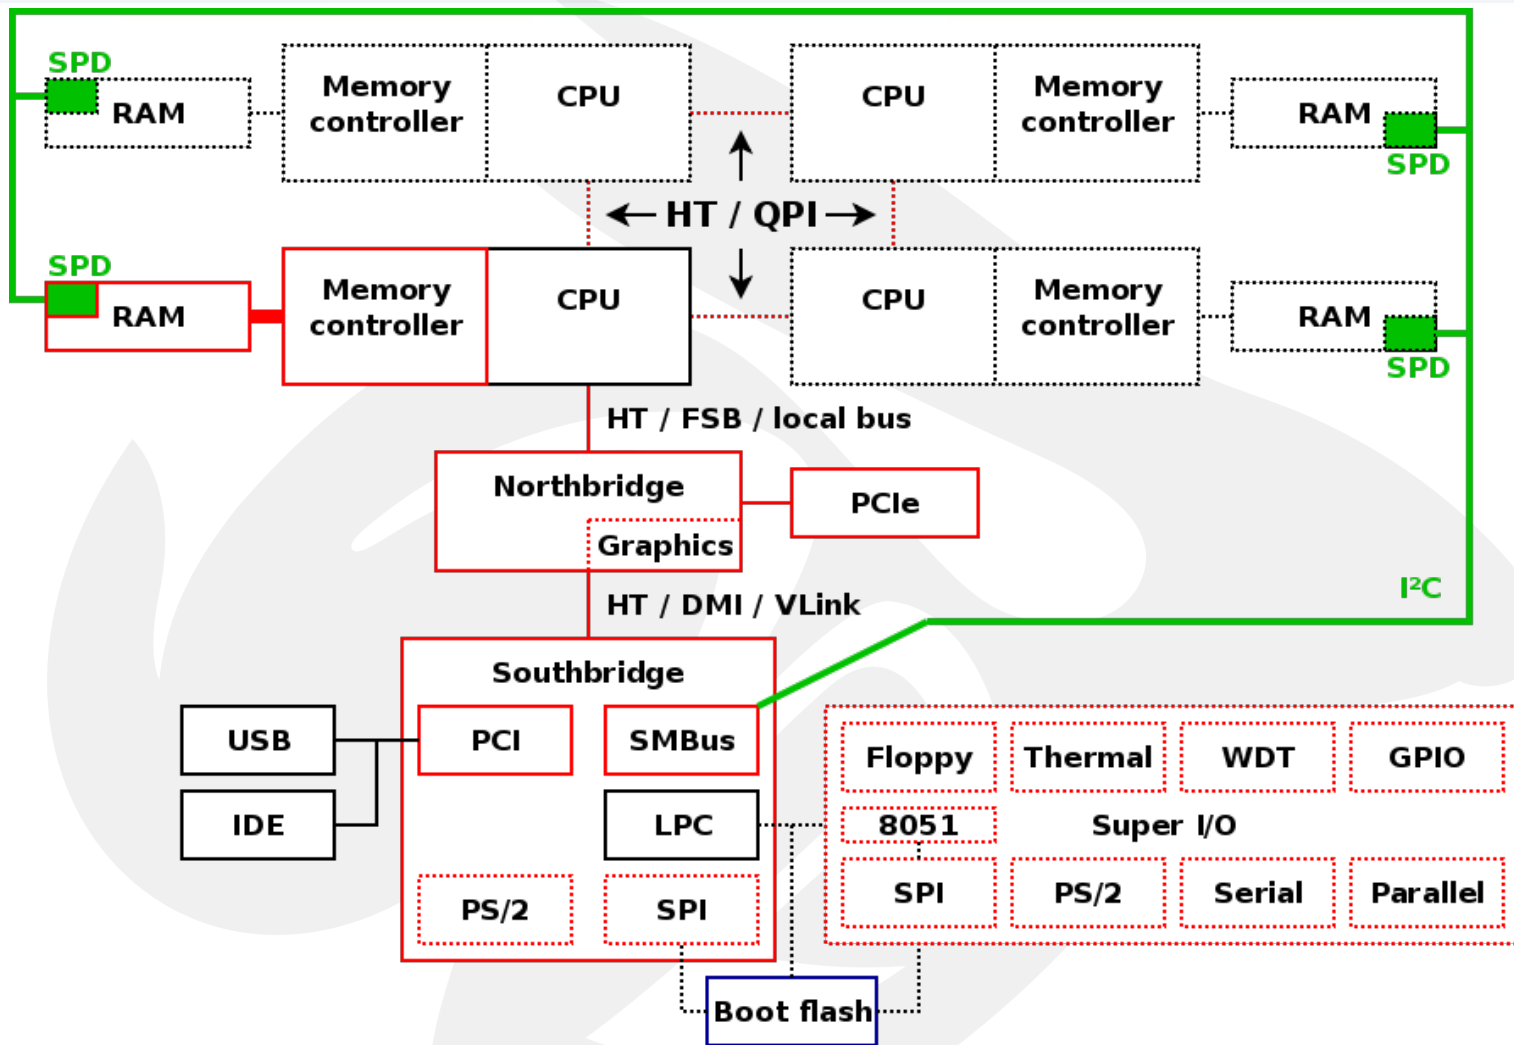 SPD
RAM
Memory
controller
CPU
CPU
Memory
controller
RAM
SPD
HT / QPI
SPD
RAM
Memory
controller
CPU
CPU
Memory
controller
RAM
SPD
HT / FSB / local bus
Northbridge
PCIe
Graphics
I²C
HT / DMI / VLink
Southbridge
USB
PCI
SMBus
Floppy
Thermal
WDT
GPIO
IDE
LPC
8051
Super I/O
PS/2
SPI
SPI
PS/2
Serial
Parallel
Boot flash